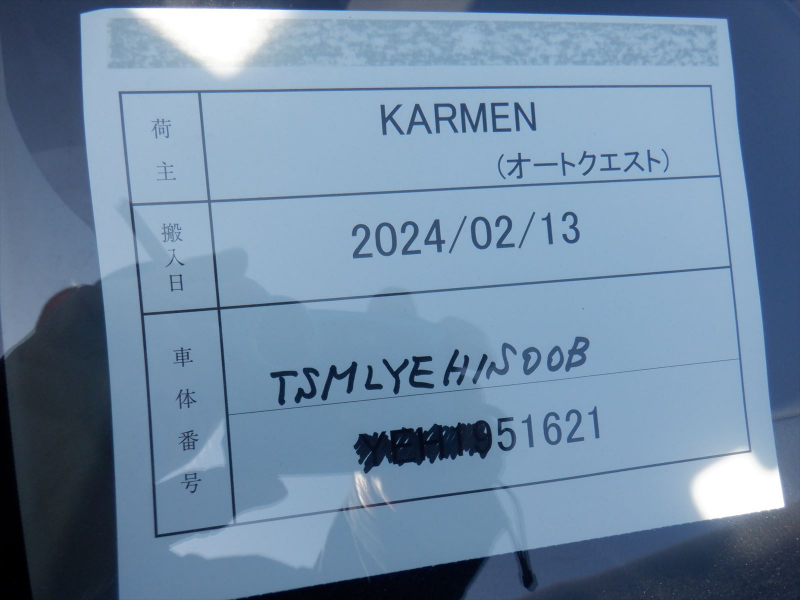 荷主
KARMEN
(オートクエスト)
搬入日
2024/02/13
車体番号
TSMLYEH1S00B
51621